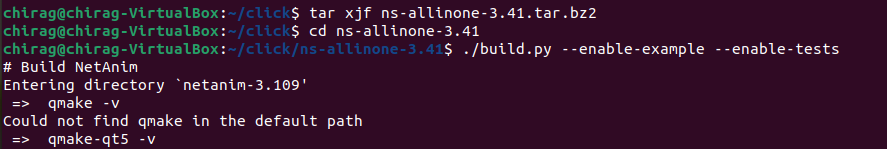 chirag@chirag-VirtualBox:~/click$ tar xjf ns-allinone-3.41.tar.bz2
chirag@chirag-VirtualBox:~/click$ cd ns-allinone-3.41
chirag@chirag-VirtualBox:~/click/ns-allinone-3.41$ ./build.py --enable-example --enable-tests
# Build NetAnim
Entering directory `netanim-3.109'
 =>  qmake -v
Could not find qmake in the default path
 =>  qmake-qt5 -v